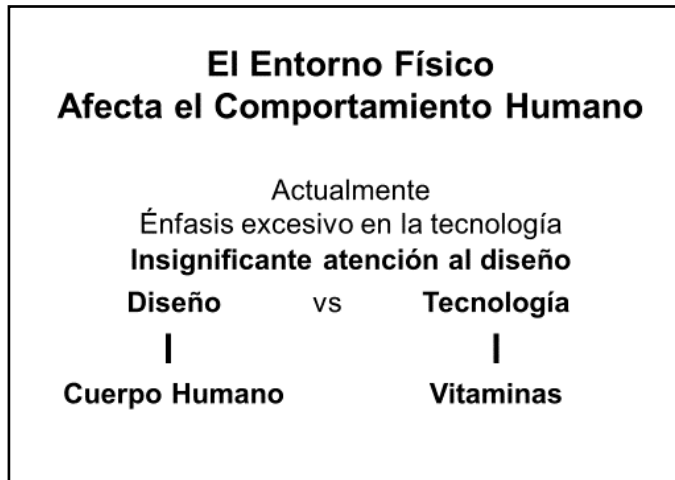 El Entorno Físico
Afecta el Comportamiento Humano
Actualmente
Énfasis excesivo en la tecnología
Insignificante atención al diseño
Diseño vs Tecnología
Cuerpo Humano Vitaminas